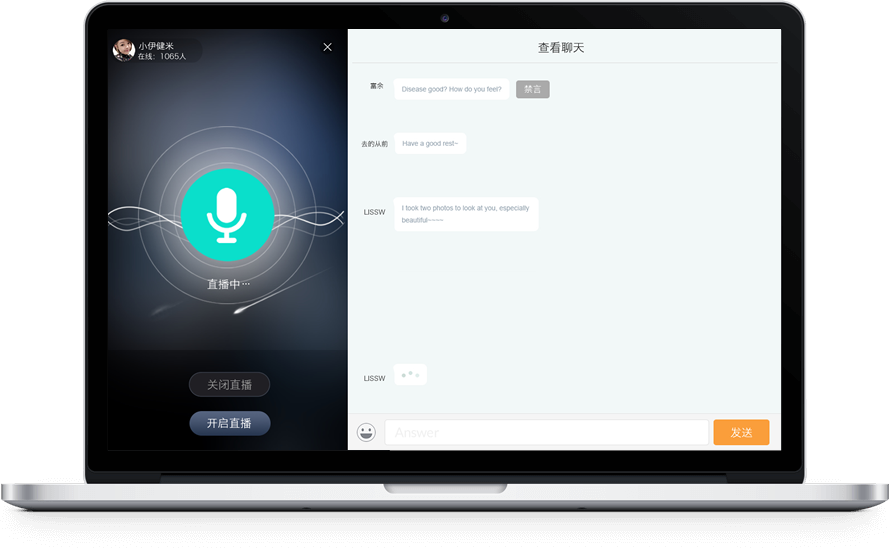 小伊健米
在线：1065人
直播中···
关闭直播
开启直播
查看聊天
富余
Disease good? How do you feel?
禁言
去的从前
Have a good rest~
LISSW
I took two photos to look at you, especially
beautiful~~~~
LISSW
Answer
发送